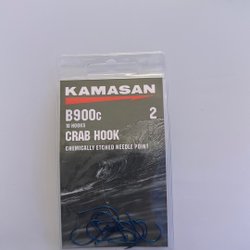 KAMASAN
B900C 2
10 HOOKS
CRAB HOOK
CHEMICALLY ETCHED NEEDLE POINT